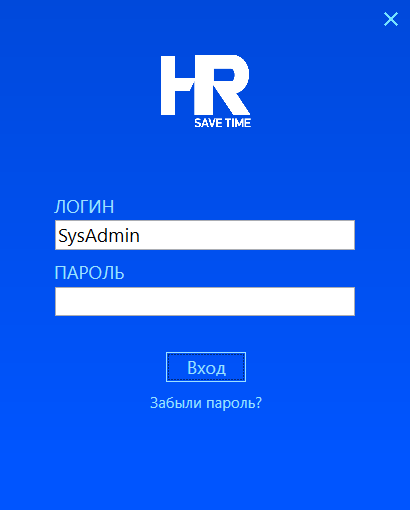 HR
SAVE TIME
ЛОГИН
SysAdmin
ПАРОЛЬ
Вход
Забыли пароль?